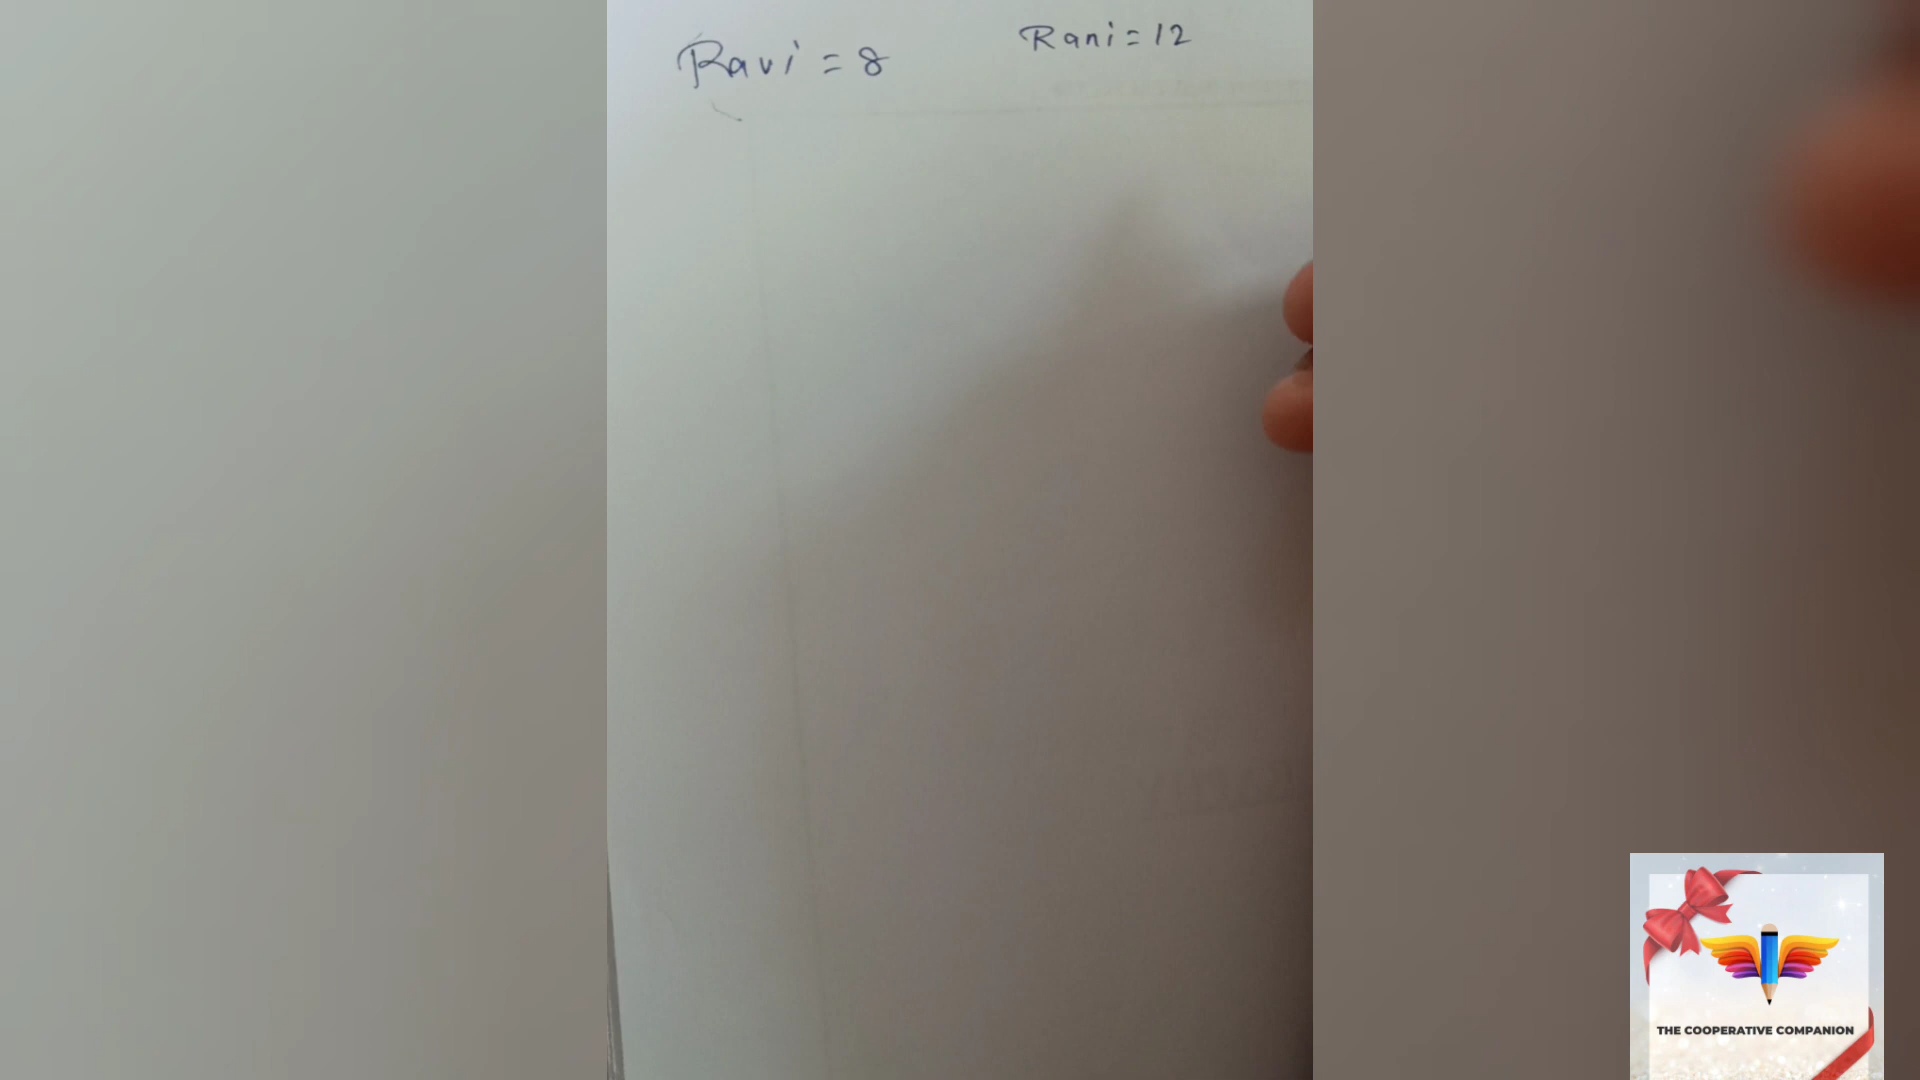 Ravi = 8
Rani = 12
THE COOPERATIVE COMPANION